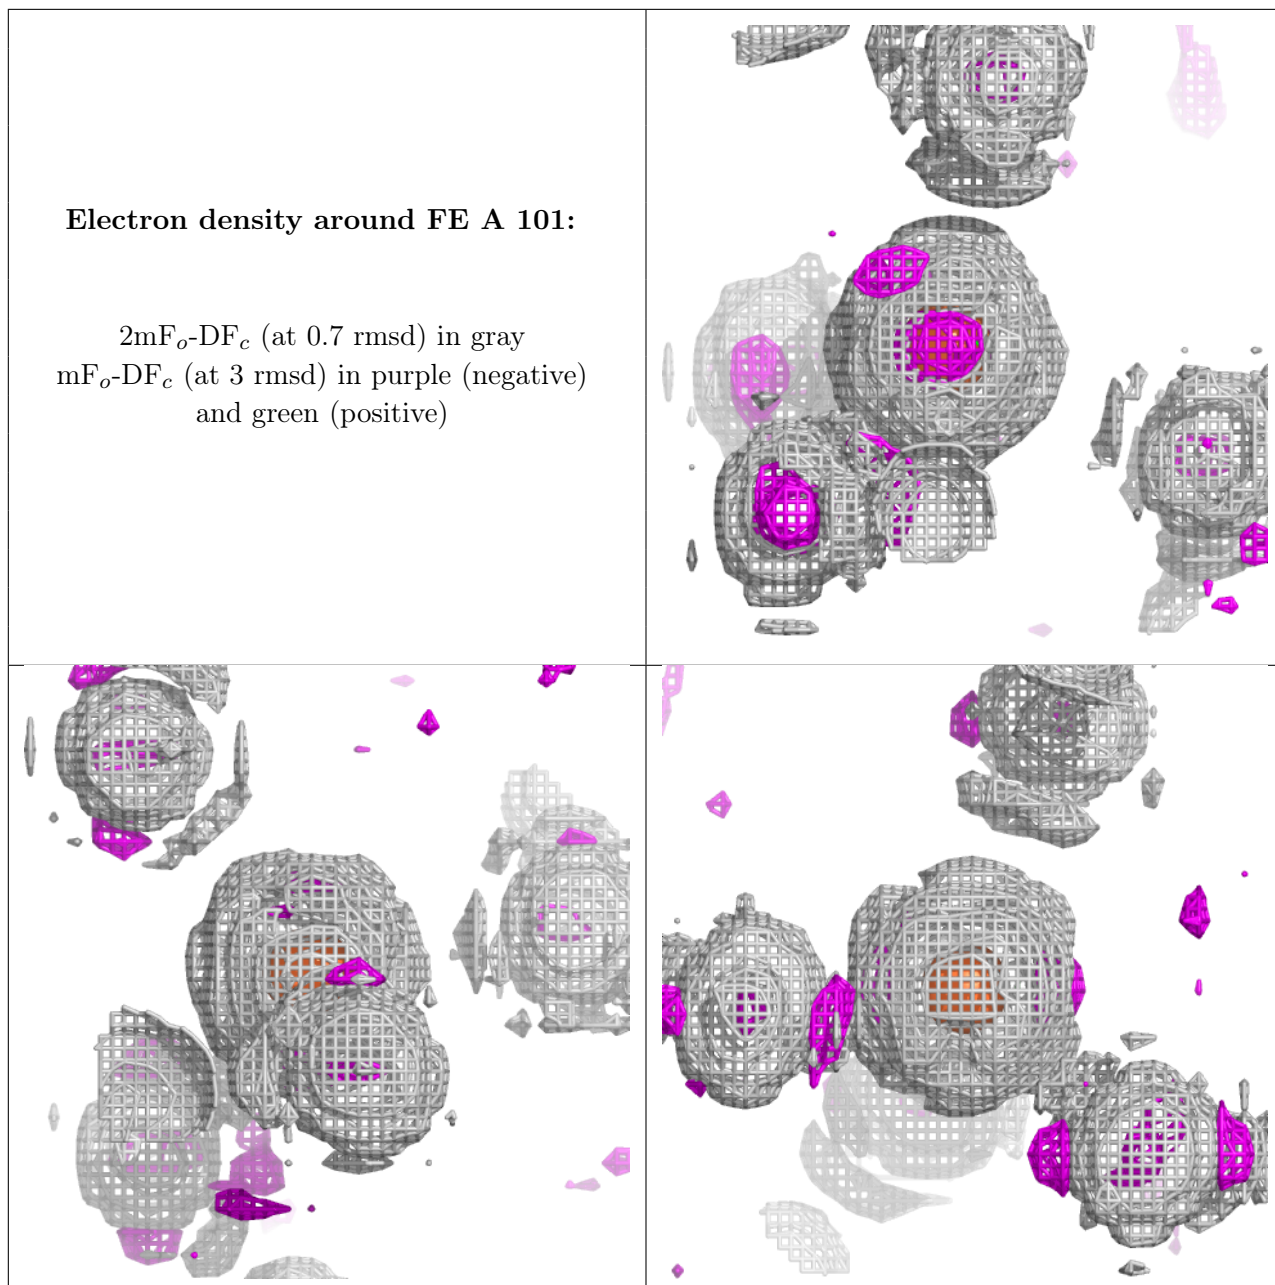 Electron density around FE A 101:
2mFo-DFc (at 0.7 rmsd) in gray
mFo-DFc (at 3 rmsd) in purple (negative)
and green (positive)